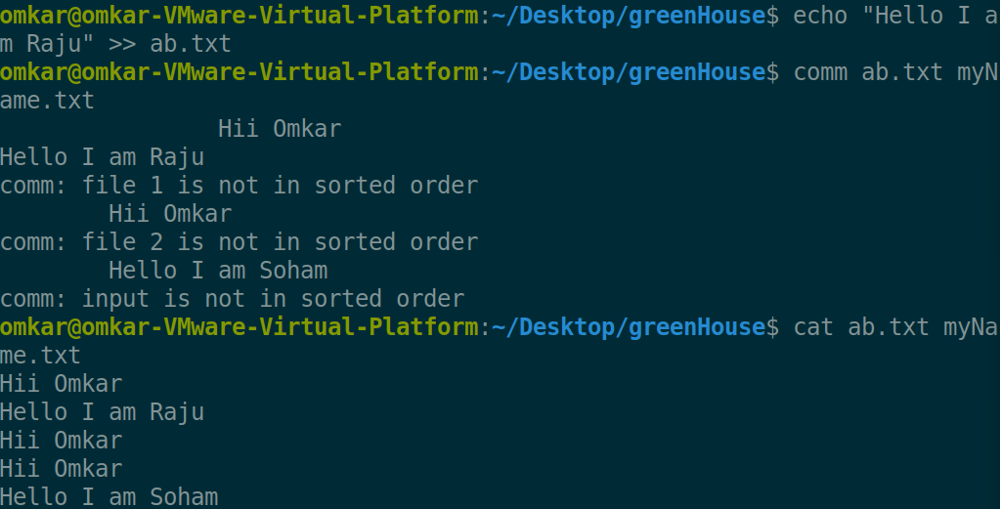 omkar@omkar-VMware-Virtual-Platform:~/Desktop/greenHouse$ echo "Hello I a
m Raju" >> ab.txt
omkar@omkar-VMware-Virtual-Platform:~/Desktop/greenHouse$ comm ab.txt myN
ame.txt
                Hii Omkar
Hello I am Raju
comm: file 1 is not in sorted order
        Hii Omkar
comm: file 2 is not in sorted order
        Hello I am Soham
comm: input is not in sorted order
omkar@omkar-VMware-Virtual-Platform:~/Desktop/greenHouse$ cat ab.txt myNa
me.txt
Hii Omkar
Hello I am Raju
Hii Omkar
Hii Omkar
Hello I am Soham